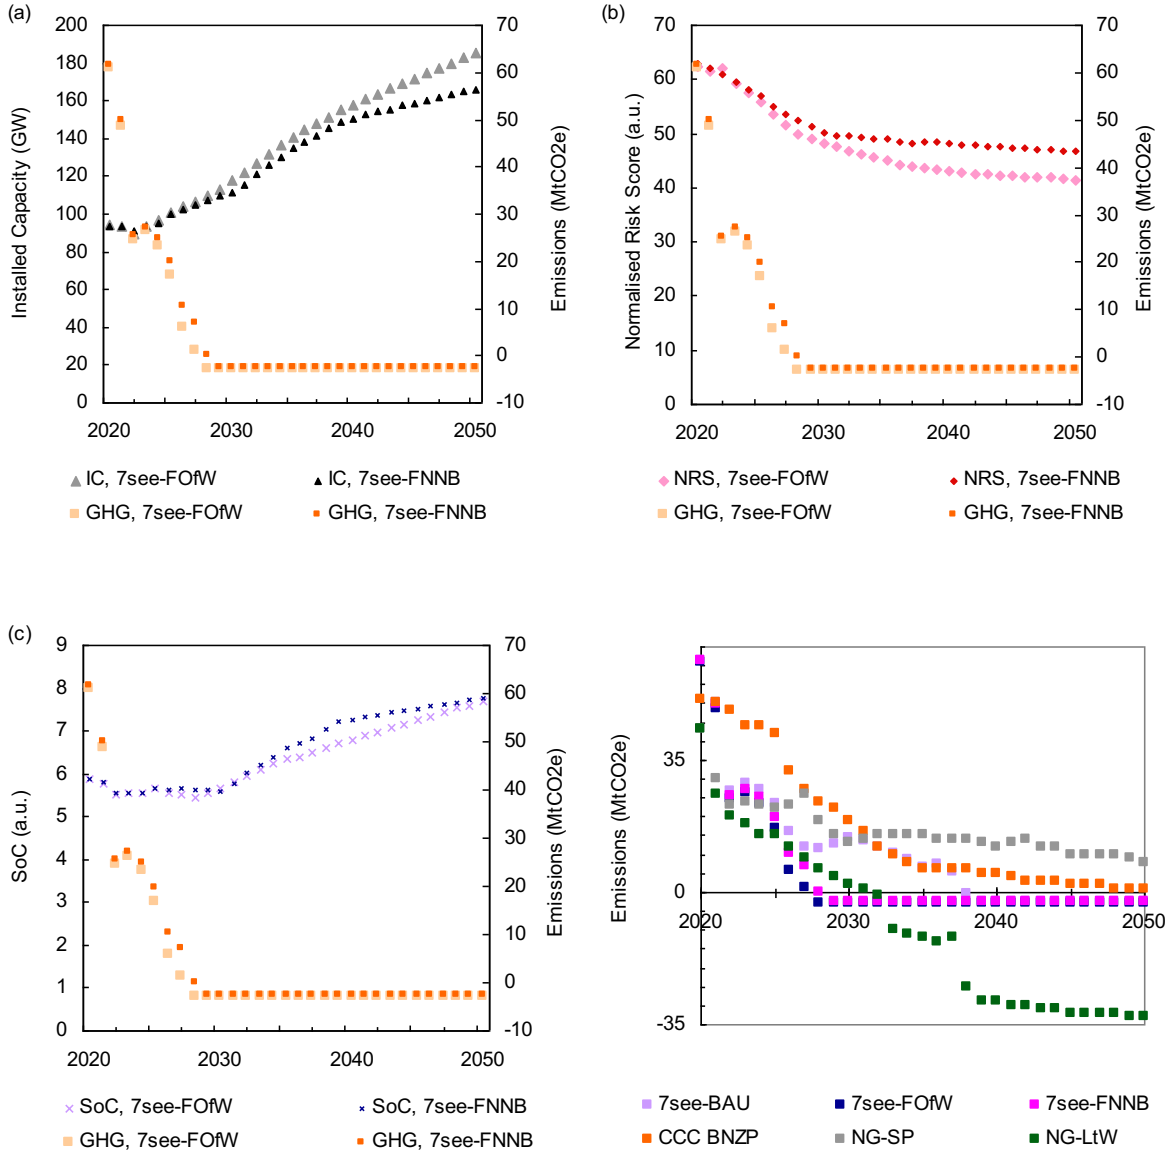 (a)
200
180
160
140
120
100
80
60
40
20
0
Installed Capacity (GW)
70
60
50
40
30
20
10
0
-10
Emissions (MtCO2e)
2020 2030 2040 2050
IC, 7see-FOfW IC, 7see-FNNB
GHG, 7see-FOfW GHG, 7see-FNNB
(b)
70
60
50
40
30
20
10
0
Normalised Risk Score (a.u.)
70
60
50
40
30
20
10
0
-10
Emissions (MtCO2e)
2020 2030 2040 2050
NRS, 7see-FOfW NRS, 7see-FNNB
GHG, 7see-FOfW GHG, 7see-FNNB
(c)
9
8
7
6
5
4
3
2
1
0
SoC (a.u.)
70
60
50
40
30
20
10
0
-10
Emissions (MtCO2e)
2020 2030 2040 2050
SoC, 7see-FOfW SoC, 7see-FNNB
GHG, 7see-FOfW GHG, 7see-FNNB
35
0
-35
Emissions (MtCO2e)
2020 2030 2040 2050
7see-BAU 7see-FOfW 7see-FNNB
CCC BNZP NG-SP NG-LtW